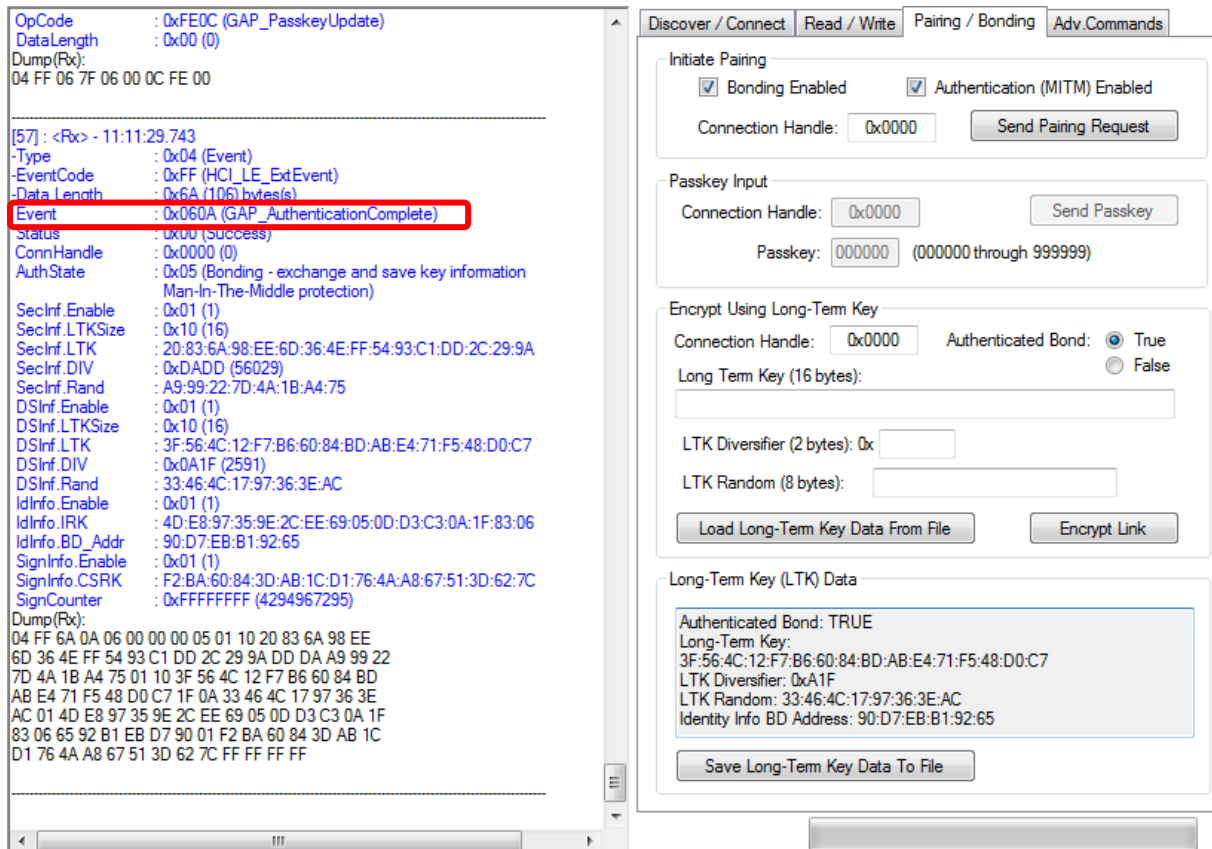 OpCode : 0xFE0C (GAP_PasskeyUpdate)
DataLength : 0x00 (0)
Dump(Rx):
04 FF 06 7F 06 00 0C FE 00
[57] : <Rx> - 11:11:29.743
-Type : 0x04 (Event)
-EventCode : 0xFF (HCI_LE_ExtEvent)
-Data Length : 0x6A (106) bytes(s)
Event : 0x060A (GAP_AuthenticationComplete)
Status : 0x00 (Success)
ConnHandle : 0x0000 (0)
AuthState : 0x05 (Bonding - exchange and save key information
Man-In-The-Middle protection)
SecInf.Enable : 0x01 (1)
SecInf.LTKSize : 0x10 (16)
SecInf.LTK : 20:83:6A:98:EE:6D:36:4E:FF:54:93:C1:DD:2C:29:9A
SecInf.DIV : 0xDADD (56029)
SecInf.Rand : A9:99:22:7D:4A:1B:A4:75
DSInf.Enable : 0x01 (1)
DSInf.LTKSize : 0x10 (16)
DSInf.LTK : 3F:56:4C:12:F7:B6:60:84:BD:AB:E4:71:F5:48:D0:C7
DSInf.DIV : 0x0A1F (2591)
DSInf.Rand : 33:46:4C:17:97:36:3E:AC
IdInfo.Enable : 0x01 (1)
IdInfo.IRK : 4D:E8:97:35:9E:2C:EE:69:05:0D:D3:C3:0A:1F:83:06
IdInfo.BD_Addr : 90:D7:EB:B1:92:65
SignInfo.Enable : 0x01 (1)
SignInfo.CSRK : F2:BA:60:84:3D:AB:1C:D1:76:4A:A8:67:51:3D:62:7C
SignCounter : 0xFFFFFFFF (4294967295)
Dump(Rx):
04 FF 6A 0A 06 00 00 00 05 01 10 20 83 6A 98 EE
6D 36 4E FF 54 93 C1 DD 2C 29 9A DD DA A9 99 22
7D 4A 1B A4 75 01 10 3F 56 4C 12 F7 B6 60 84 BD
AB E4 71 F5 48 D0 C7 1F 0A 33 46 4C 17 97 36 3E
AC 01 4D E8 97 35 9E 2C EE 69 05 0D D3 C3 0A 1F
83 06 65 92 B1 EB D7 90 01 F2 BA 60 84 3D AB 1C
D1 76 4A A8 67 51 3D 62 7C FF FF FF FF
Discover / Connect Read / Write Pairing / Bonding Adv.Commands
Initiate Pairing
Bonding Enabled Authentication (MITM) Enabled
Connection Handle: 0x0000 Send Pairing Request
Passkey Input
Connection Handle: 0x0000 Send Passkey
Passkey: 000000 (000000 through 999999)
Encrypt Using Long-Term Key
Connection Handle: 0x0000 Authenticated Bond: True
False
Long Term Key (16 bytes):
LTK Diversifier (2 bytes): 0x
LTK Random (8 bytes):
Load Long-Term Key Data From File Encrypt Link
Long-Term Key (LTK) Data
Authenticated Bond: TRUE
Long-Term Key:
3F:56:4C:12:F7:B6:60:84:BD:AB:E4:71:F5:48:D0:C7
LTK Diversifier: 0xA1F
LTK Random: 33:46:4C:17:97:36:3E:AC
Identity Info BD Address: 90:D7:EB:B1:92:65
Save Long-Term Key Data To File